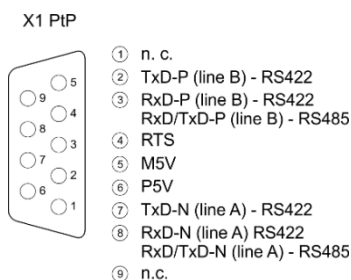 X1 PtP
5
9
4
8
3
7
2
6
1
1 n. c.
2 TxD-P (line B) - RS422
3 RxD-P (line B) - RS422
RxD/TxD-P (line B) - RS485
4 RTS
5 M5V
6 P5V
7 TxD-N (line A) - RS422
8 RxD-N (line A) RS422
RxD/TxD-N (line A) - RS485
9 n.c.